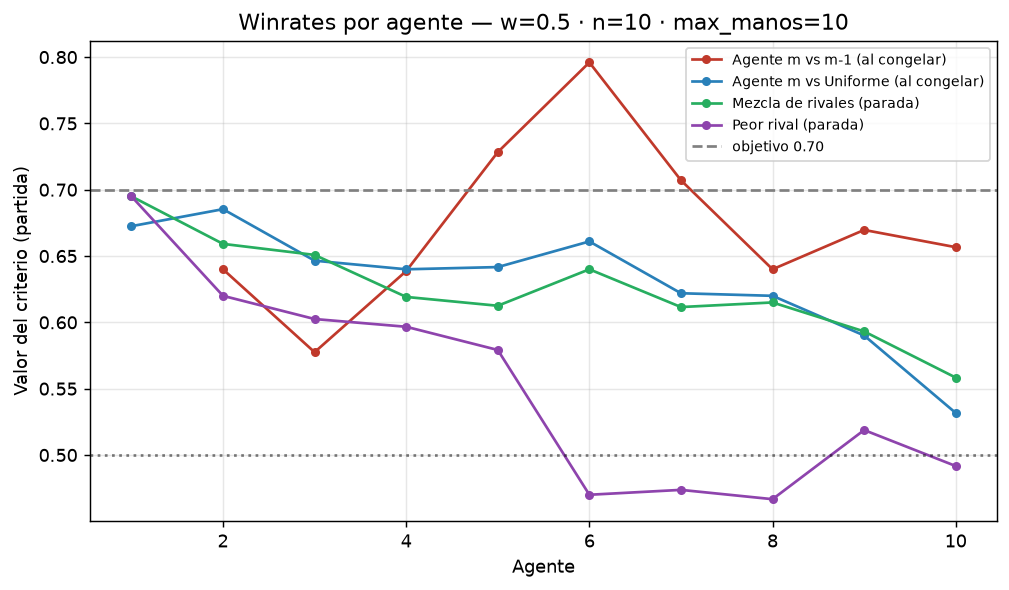 Winrates por agente — w=0.5 · n=10 · max_manos=10
Agente m vs m-1 (al congelar)
Agente m vs Uniforme (al congelar)
Mezcla de rivales (parada)
Peor rival (parada)
objetivo 0.70
Valor del criterio (partida)
0.80
0.75
0.70
0.65
0.60
0.55
0.50
2 4 6 8 10
Agente